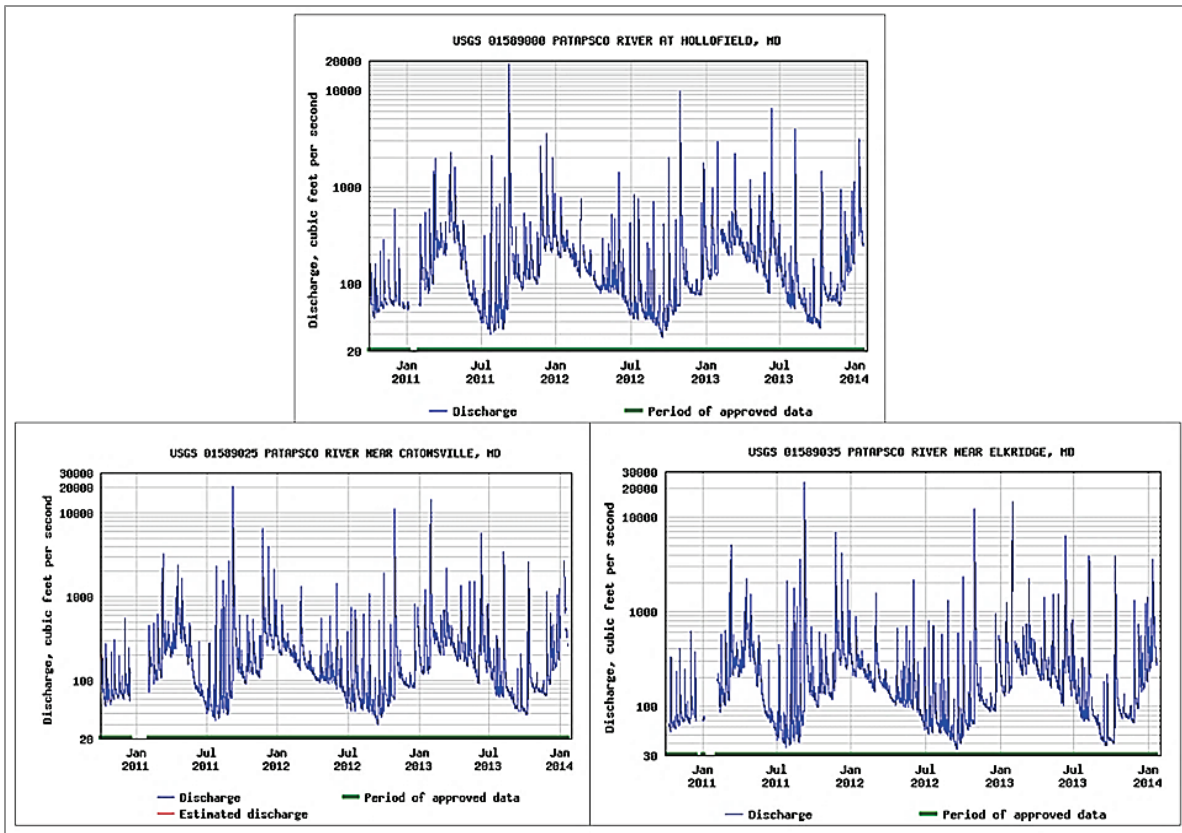 USGS 01589000 PATAPSCO RIVER AT HOLLOFIELD, MD
Discharge, cubic feet per second
20000
10000
1000
100
20
Jan Jul Jan Jul Jan Jul Jan
2011 2011 2012 2012 2013 2013 2014
Discharge Period of approved data
USGS 01589025 PATAPSCO RIVER NEAR CATONSVILLE, MD
Discharge, cubic feet per second
30000
20000
10000
1000
100
20
Jan Jul Jan Jul Jan Jul Jan
2011 2011 2012 2012 2013 2013 2014
Discharge Period of approved data
Estimated discharge
USGS 01589035 PATAPSCO RIVER NEAR ELKRIDGE, MD
Discharge, cubic feet per second
30000
20000
10000
1000
100
30
Jan Jul Jan Jul Jan Jul Jan
2011 2011 2012 2012 2013 2013 2014
Discharge Period of approved data